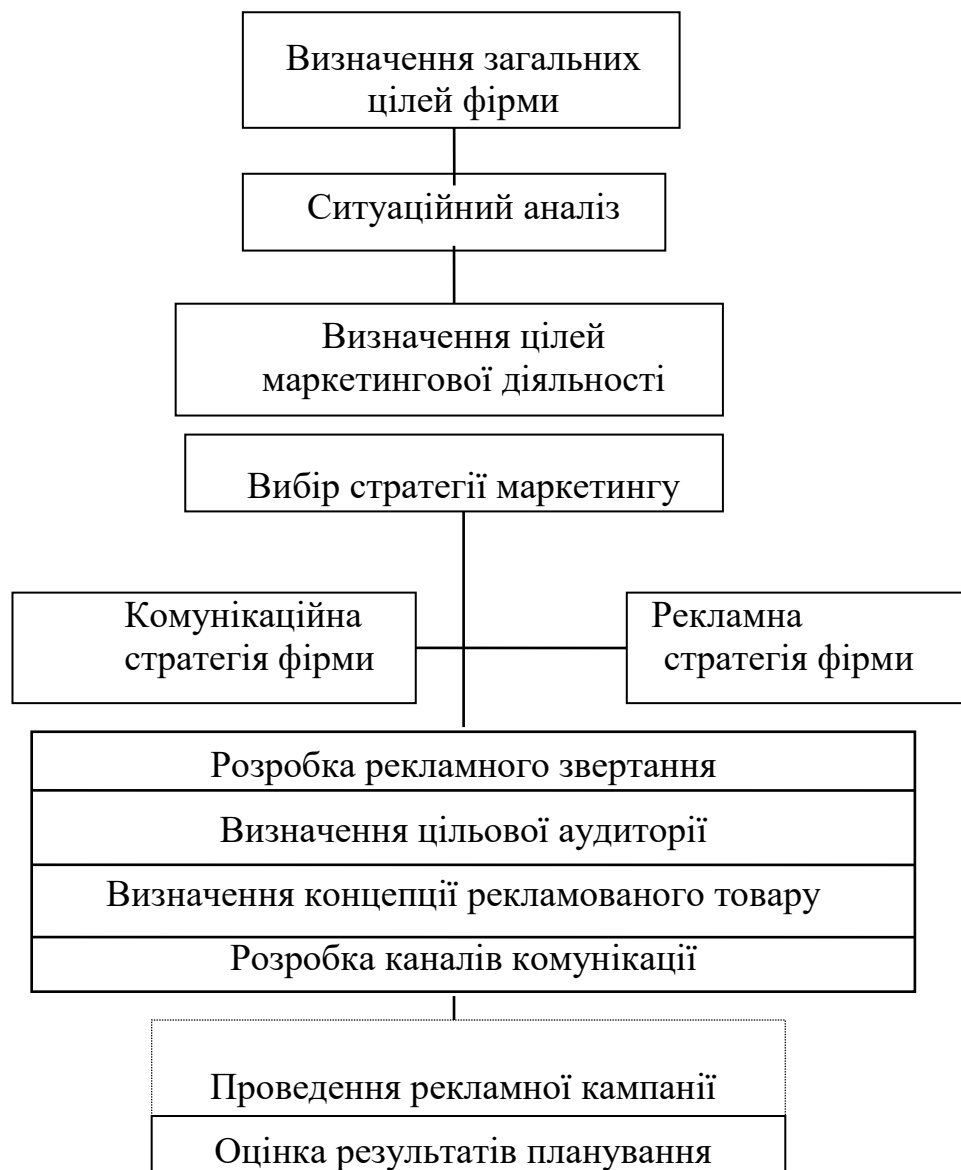 Визначення загальних
цілей фірми
Ситуаційний аналіз
Визначення цілей
маркетингової діяльності
Вибір стратегії маркетингу
Комунікаційна
стратегія фірми
Рекламна
стратегія фірми
Розробка рекламного звертання
Визначення цільової аудиторії
Визначення концепції рекламованого товару
Розробка каналів комунікації
Проведення рекламної кампанії
Оцінка результатів планування